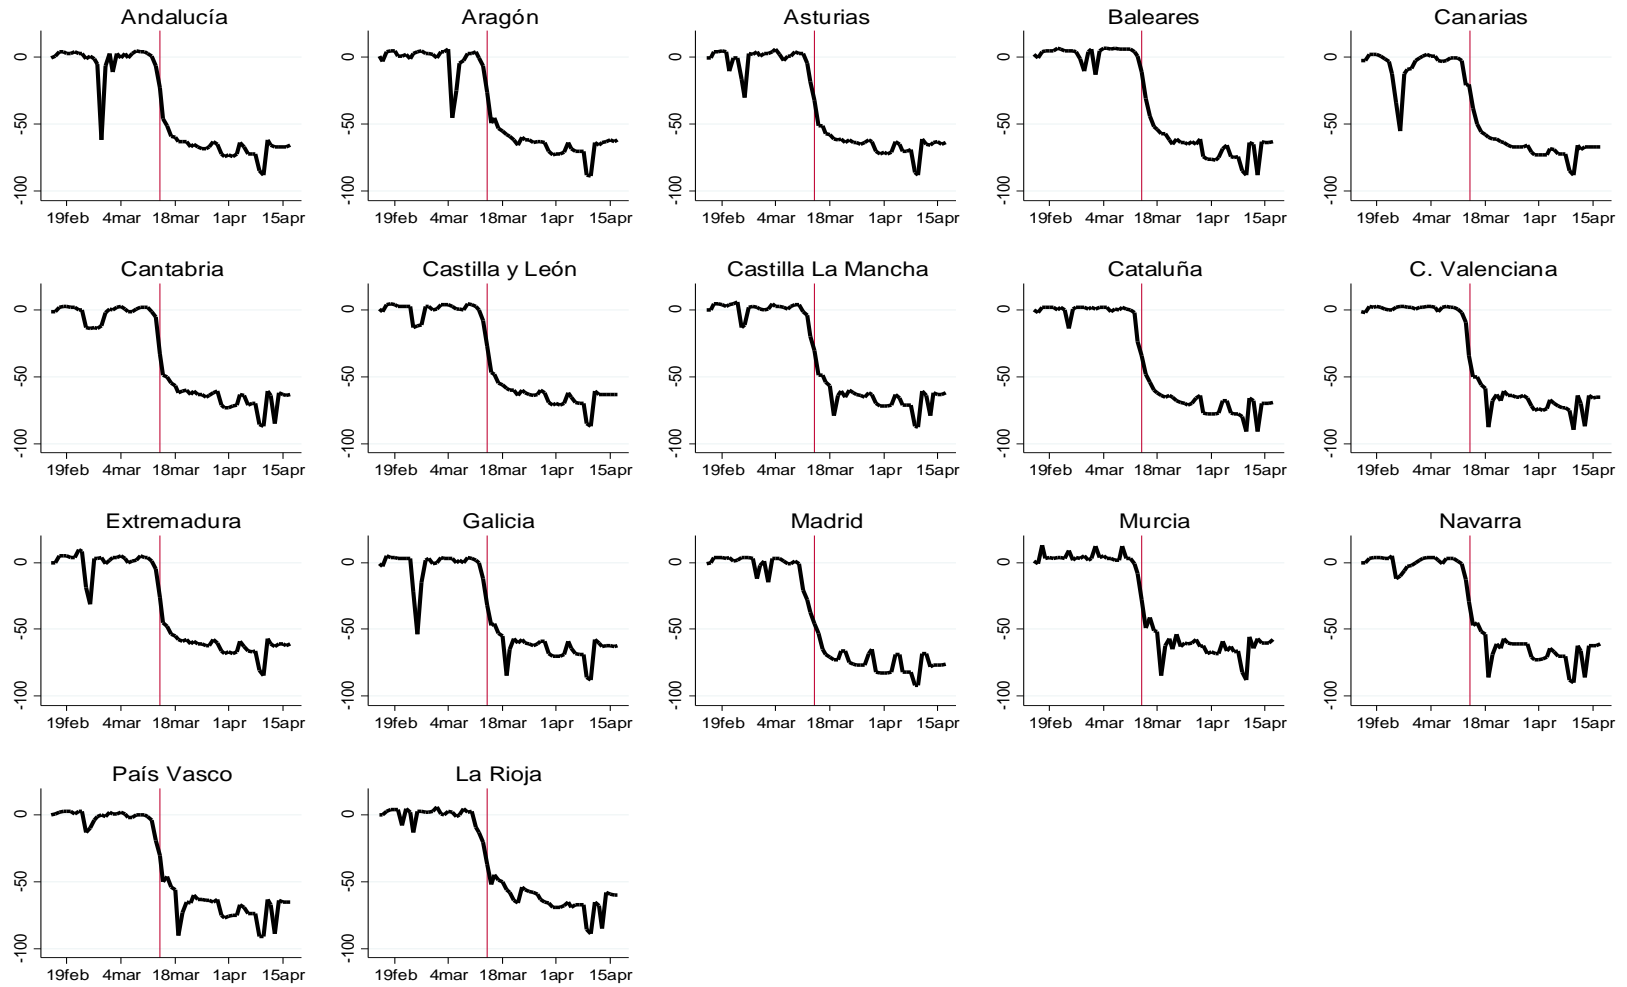 Andalucía Aragón Asturias Baleares Canarias
0 0 0 0 0
-50 -50 -50 -50 -50
-100 -100 -100 -100 -100
19feb 4mar 18mar 1apr 15apr 19feb 4mar 18mar 1apr 15apr 19feb 4mar 18mar 1apr 15apr 19feb 4mar 18mar 1apr 15apr 19feb 4mar 18mar 1apr 15apr
Cantabria Castilla y León Castilla La Mancha Cataluña C. Valenciana
0 0 0 0 0
-50 -50 -50 -50 -50
-100 -100 -100 -100 -100
19feb 4mar 18mar 1apr 15apr 19feb 4mar 18mar 1apr 15apr 19feb 4mar 18mar 1apr 15apr 19feb 4mar 18mar 1apr 15apr 19feb 4mar 18mar 1apr 15apr
Extremadura Galicia Madrid Murcia Navarra
0 0 0 0 0
-50 -50 -50 -50 -50
-100 -100 -100 -100 -100
19feb 4mar 18mar 1apr 15apr 19feb 4mar 18mar 1apr 15apr 19feb 4mar 18mar 1apr 15apr 19feb 4mar 18mar 1apr 15apr 19feb 4mar 18mar 1apr 15apr
País Vasco La Rioja
0 0
-50 -50
-100 -100
19feb 4mar 18mar 1apr 15apr 19feb 4mar 18mar 1apr 15apr